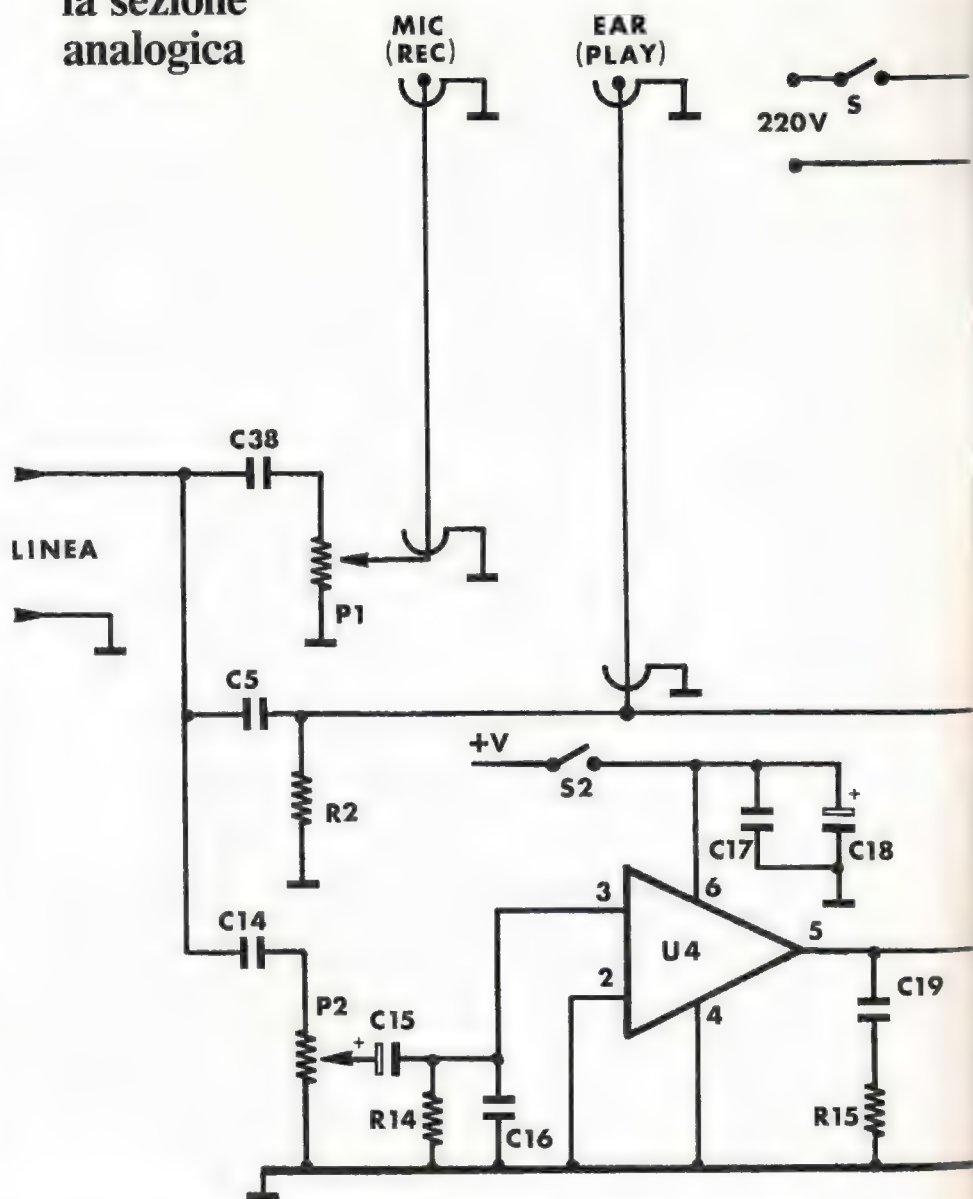 la sezione
analogica
MIC
(REC)
EAR
(PLAY)
S
220V
C38
LINEA
P1
C5
+V
S2
R2
+
C17
C18
3
6
C14
U4
5
2
P2
C19
C15
+
4
R14
C16
R15